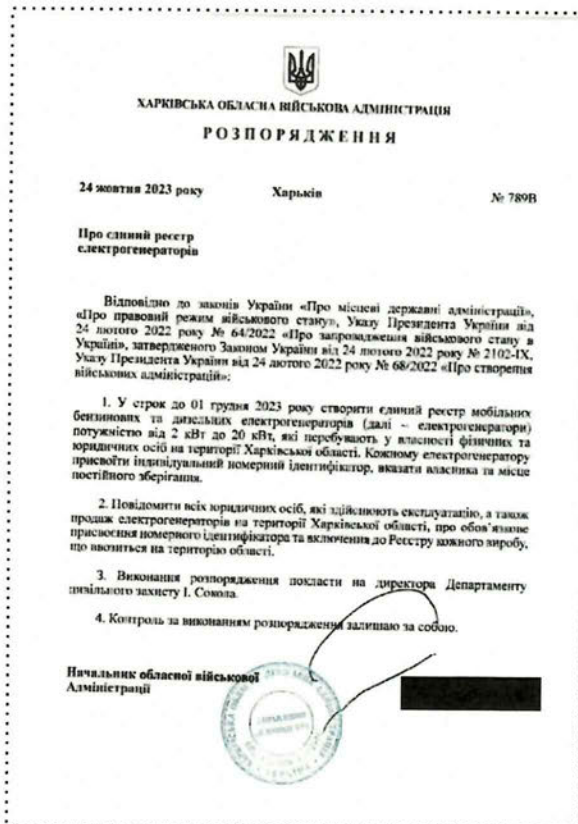 ХАРКІВСЬКА ОБЛАСНА ВІЙСЬКОВА АДМІНІСТРАЦІЯ
РОЗПОРЯДЖЕННЯ
24 жовтня 2023 року Харьків № 789В
Про єдиний реєстр
електрогенераторів
Відповідно до законів України «Про місцеві державні адміністрації»,
«Про правовий режим військового стану», Указу Президента України від
24 лютого 2022 року № 64/2022 «Про запровадження військового стану в
Україні», затвердженого Законом України від 24 лютого 2022 року № 2102-IX,
Указу Президента України від 24 лютого 2022 року № 68/2022 «Про створення
військових адміністрацій»:
1. У строк до 01 грудня 2023 року створити єдиний реєстр мобільних
бензинових та дизельних електрогенераторів (далі – електрогенератори)
потужністю від 2 кВт до 20 кВт, які перебувають у власності фізичних та
юридичних осіб на території Харківської області. Кожному електрогенератору
присвоїти індивідуальний номерний ідентифікатор, вказати власника та місце
постійного зберігання.
2. Повідомити всіх юридичних осіб, які здійснюють експлуатацію, а також
продаж електрогенераторів на території Харківської області, про обов'язкове
присвоєння номерного ідентифікатора та включення до Реєстру кожного виробу,
що ввозиться на територію області.
3. Виконання розпорядження покласти на директора Департаменту
цивільного захисту І. Сокола.
4. Контроль за виконанням розпорядження залишаю за собою.
Начальник обласної військової
Адміністрації